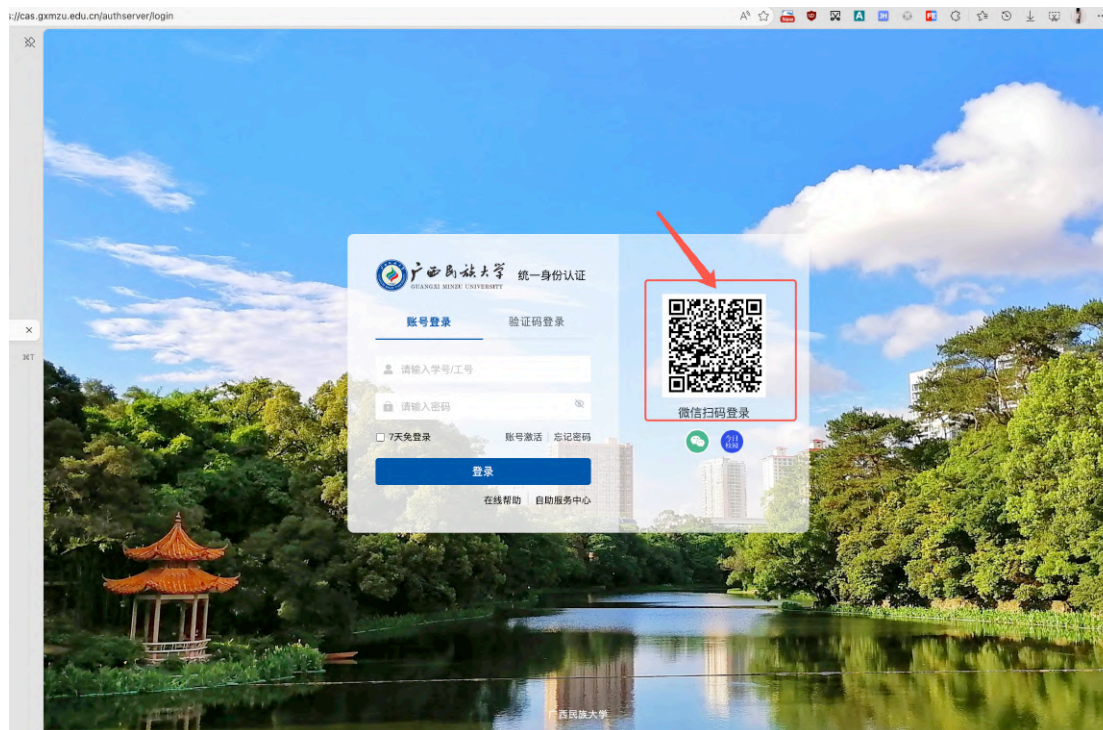 s://cas.gxmzu.edu.cn/authserver/login
广西民族大学
GUANGXI MINZU UNIVERSITY
统一身份认证
账号登录
验证码登录
请输入学号/工号
请输入密码
7天免登录
账号激活
忘记密码
登录
在线帮助
自助服务中心
微信扫码登录
今日
校园
⌘T
广西民族大学